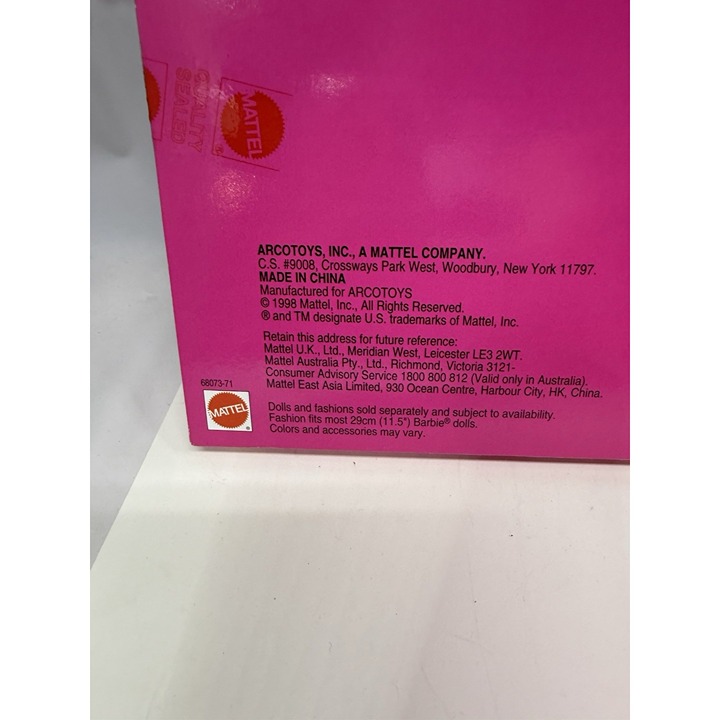 QUALITY
SEALED
MATTEL
ARCOTOYS, INC., A MATTEL COMPANY.
C.S. #9008, Crossways Park West, Woodbury, New York 11797.
MADE IN CHINA
Manufactured for ARCOTOYS
© 1998 Mattel, Inc., All Rights Reserved.
® and TM designate U.S. trademarks of Mattel, Inc.
Retain this address for future reference:
Mattel U.K., Ltd., Meridian West, Leicester LE3 2WT.
Mattel Australia Pty., Ltd., Richmond, Victoria 3121-
Consumer Advisory Service 1800 800 812 (Valid only in Australia).
Mattel East Asia Limited, 930 Ocean Centre, Harbour City, HK, China.
68073-71
MATTEL
®
Dolls and fashions sold separately and subject to availability.
Fashion fits most 29cm (11.5") Barbie® dolls.
Colors and accessories may vary.